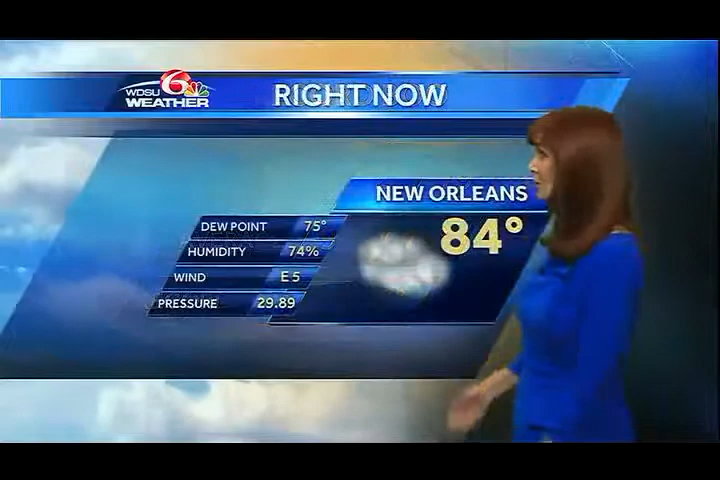 WDSU 6
WEATHER
RIGHT NOW
NEW ORLEANS
84°
DEW POINT 75°
HUMIDITY 74%
WIND E 5
PRESSURE 29.89